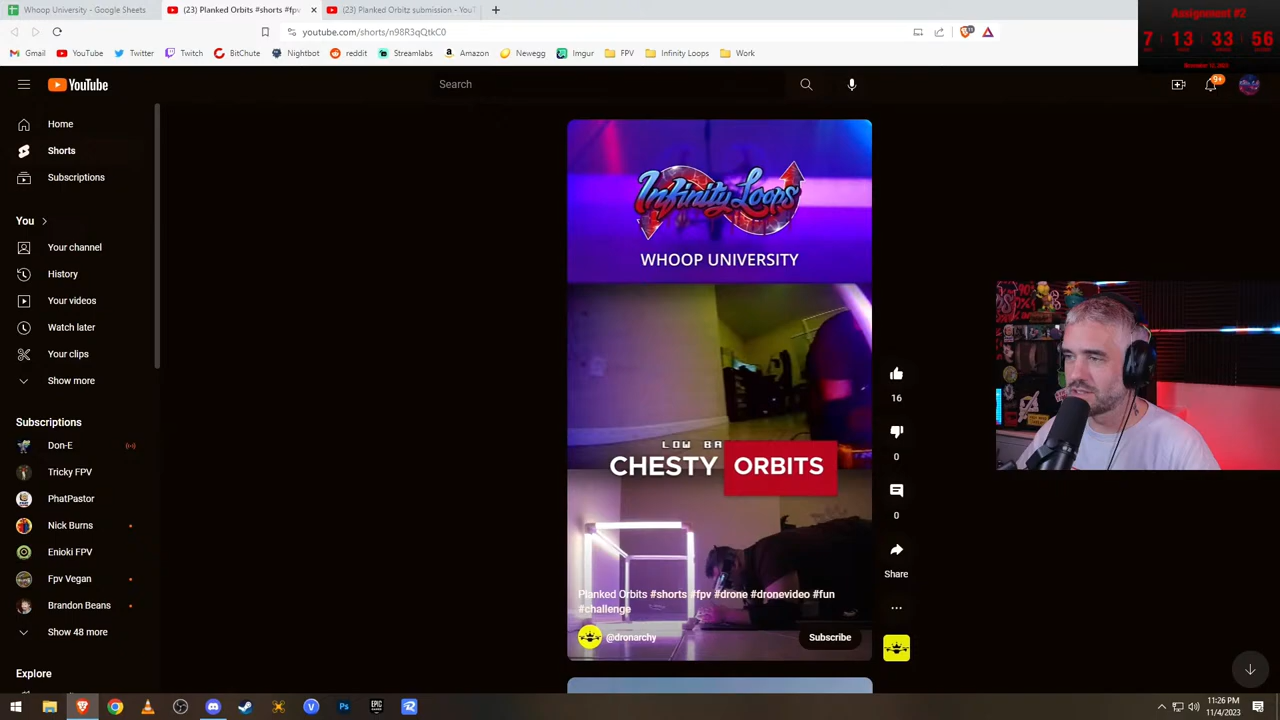 Whoop University - Google Sheets
(23) Planked Orbits #shorts #fpv
(23) Planked Orbitz submission - YouT
Assignment #2
7 13 33 56
youtube.com/shorts/n98R3qQtkC0
Gmail YouTube Twitter Twitch BitChute Nightbot reddit Streamlabs Amazon Newegg Imgur FPV Infinity Loops Work
YouTube
Search
9+
Home
Shorts
Subscriptions
You
Your channel
History
Your videos
Watch later
Your clips
Show more
Subscriptions
Don-E
Tricky FPV
PhatPastor
Nick Burns
Enioki FPV
Fpv Vegan
Brandon Beans
Show 48 more
Explore
Infinity Loops
WHOOP UNIVERSITY
LOW BA
CHESTY ORBITS
Planked Orbits #shorts #fpv #drone #dronevideo #fun
#challenge
@dronarchy
Subscribe
16
0
0
Share
11:26 PM
11/4/2023